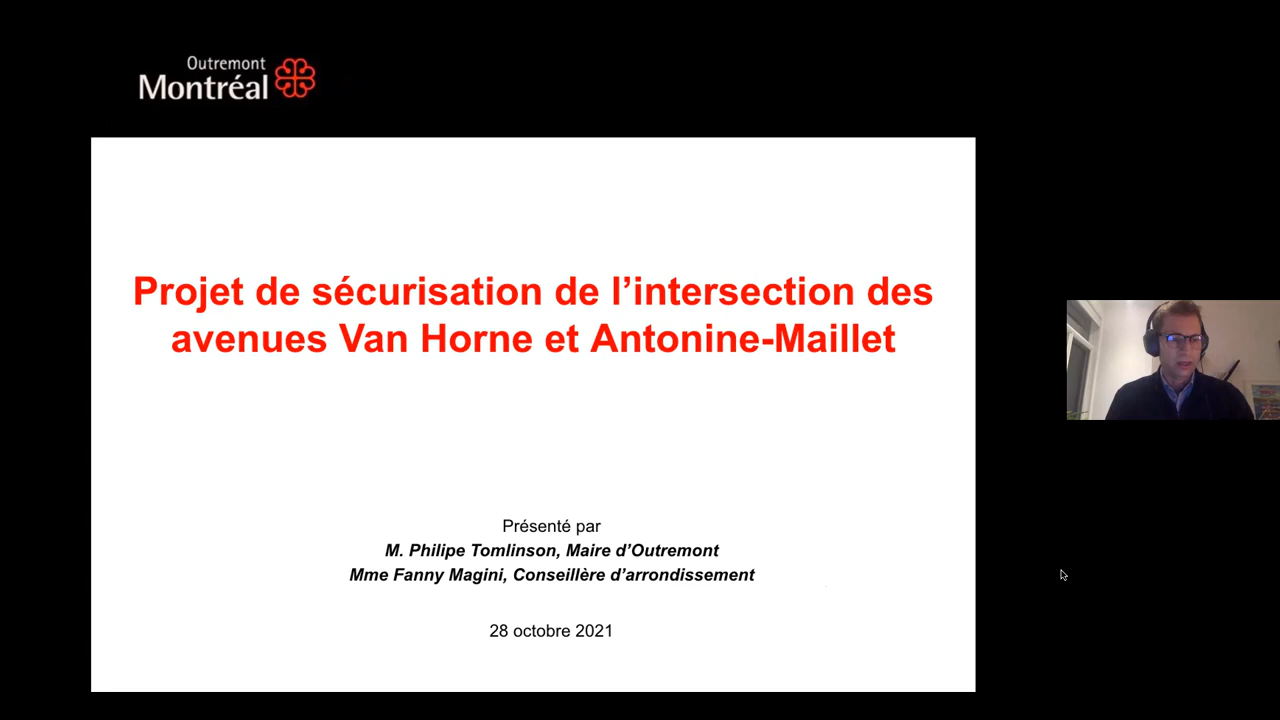 Outremont
Montréal
Projet de sécurisation de l’intersection des
avenues Van Horne et Antonine-Maillet
Présenté par
M. Philipe Tomlinson, Maire d’Outremont
Mme Fanny Magini, Conseillère d’arrondissement
28 octobre 2021